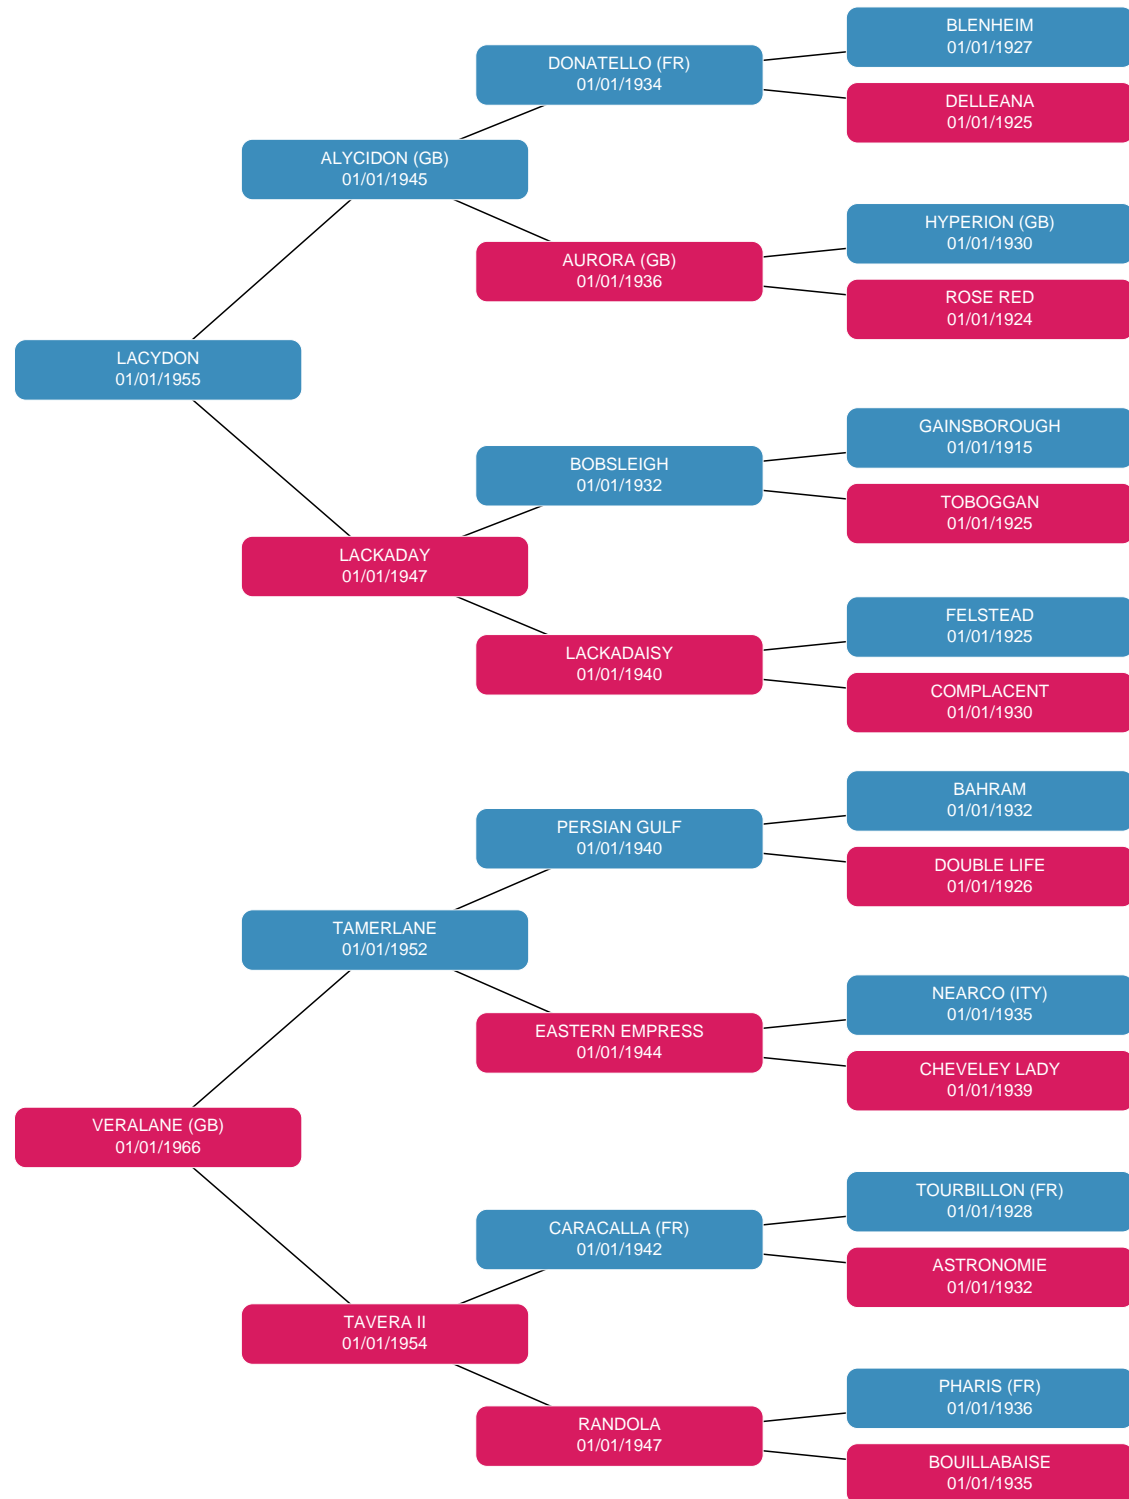 BLENHEIM
01/01/1927
DONATELLO (FR)
01/01/1934
DELLEANA
01/01/1925
ALYCIDON (GB)
01/01/1945
HYPERION (GB)
01/01/1930
AURORA (GB)
01/01/1936
ROSE RED
01/01/1924
LACYDON
01/01/1955
GAINSBOROUGH
01/01/1915
BOBSLEIGH
01/01/1932
TOBOGGAN
01/01/1925
LACKADAY
01/01/1947
FELSTEAD
01/01/1925
LACKADAISY
01/01/1940
COMPLACENT
01/01/1930
BAHRAM
01/01/1932
PERSIAN GULF
01/01/1940
DOUBLE LIFE
01/01/1926
TAMERLANE
01/01/1952
NEARCO (ITY)
01/01/1935
EASTERN EMPRESS
01/01/1944
CHEVELEY LADY
01/01/1939
VERALANE (GB)
01/01/1966
TOURBILLON (FR)
01/01/1928
CARACALLA (FR)
01/01/1942
ASTRONOMIE
01/01/1932
TAVERA II
01/01/1954
PHARIS (FR)
01/01/1936
RANDOLA
01/01/1947
BOUILLABAISE
01/01/1935